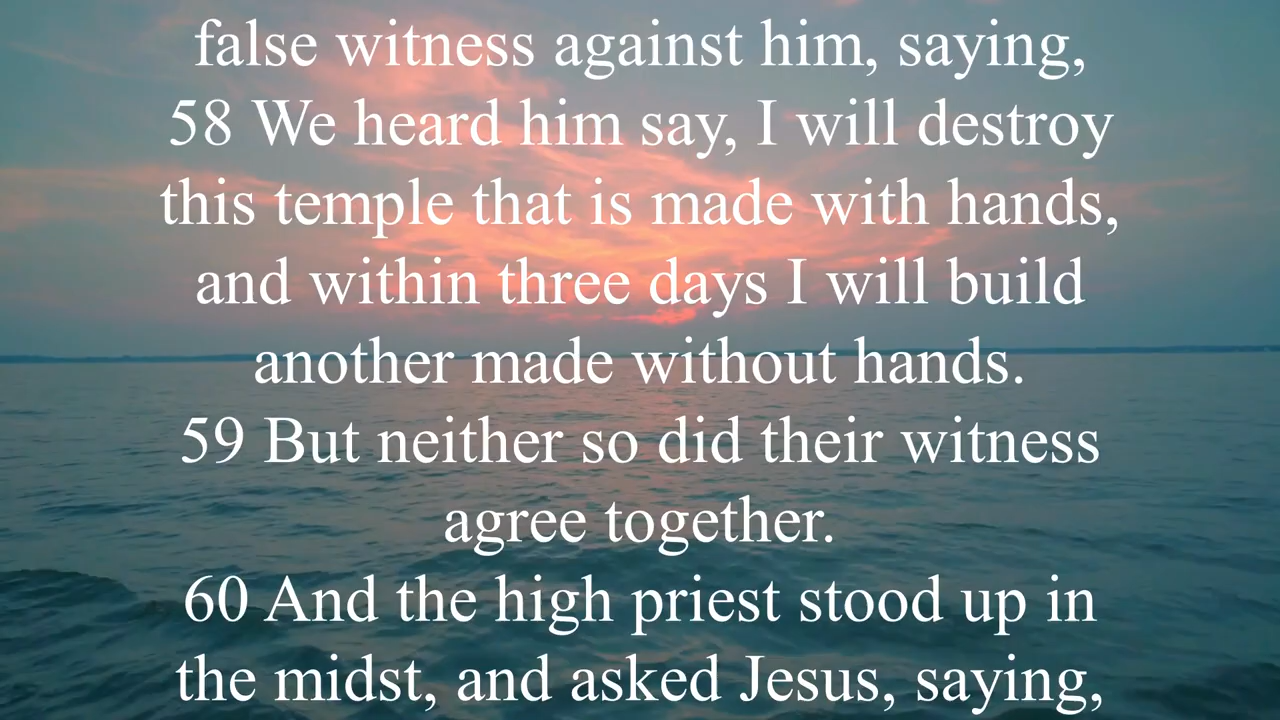 false witness against him, saying,
58 We heard him say, I will destroy
this temple that is made with hands,
and within three days I will build
another made without hands.
59 But neither so did their witness
agree together.
60 And the high priest stood up in
the midst, and asked Jesus, saying,